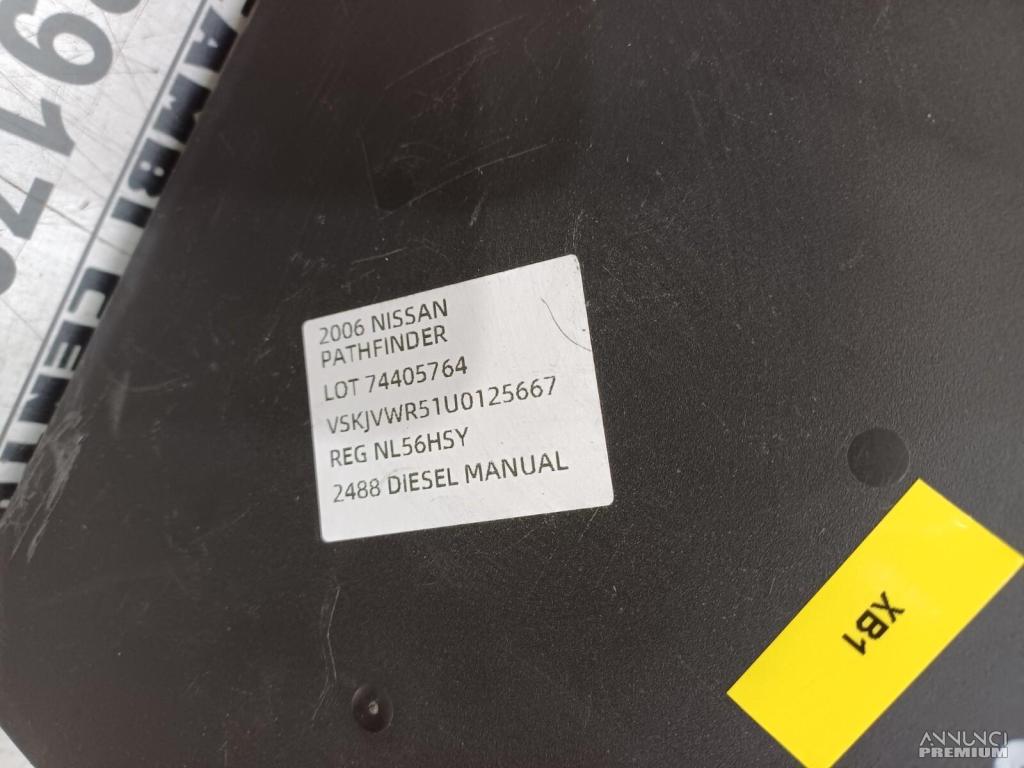 2006 NISSAN
PATHFINDER
LOT 74405764
VSKJVWR51U0125667
REG NL56HSY
2488 DIESEL MANUAL
XB1
ANNUNCI
PREMIUM